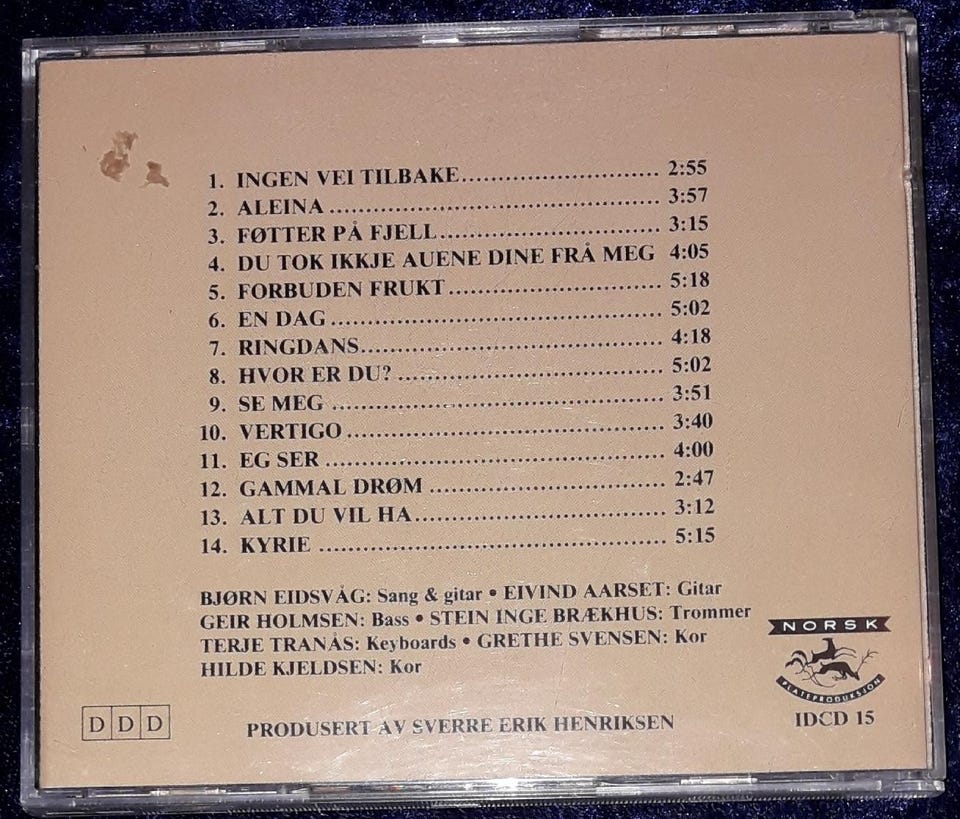 1. INGEN VEI TILBAKE.......................... 2:55
2. ALEINA ........................................... 3:57
3. FØTTER PÅ FJELL............................. 3:15
4. DU TOK IKKJE AUENE DINE FRÅ MEG 4:05
5. FORBUDEN FRUKT............................ 5:18
6. EN DAG ........................................... 5:02
7. RINGDANS....................................... 4:18
8. HVOR ER DU? .................................. 5:02
9. SE MEG ........................................... 3:51
10. VERTIGO ......................................... 3:40
11. EG SER ............................................ 4:00
12. GAMMAL DRØM .............................. 2:47
13. ALT DU VIL HA................................ 3:12
14. KYRIE ............................................. 5:15
BJØRN EIDSVÅG: Sang & gitar • EIVIND AARSET: Gitar
GEIR HOLMSEN: Bass • STEIN INGE BRÆKHUS: Trommer
TERJE TRANÅS: Keyboards • GRETHE SVENSEN: Kor
HILDE KJELDSEN: Kor
NORSK
PLATEPRODUKSJON
IDCD 15
DDD
PRODUSERT AV SVERRE ERIK HENRIKSEN